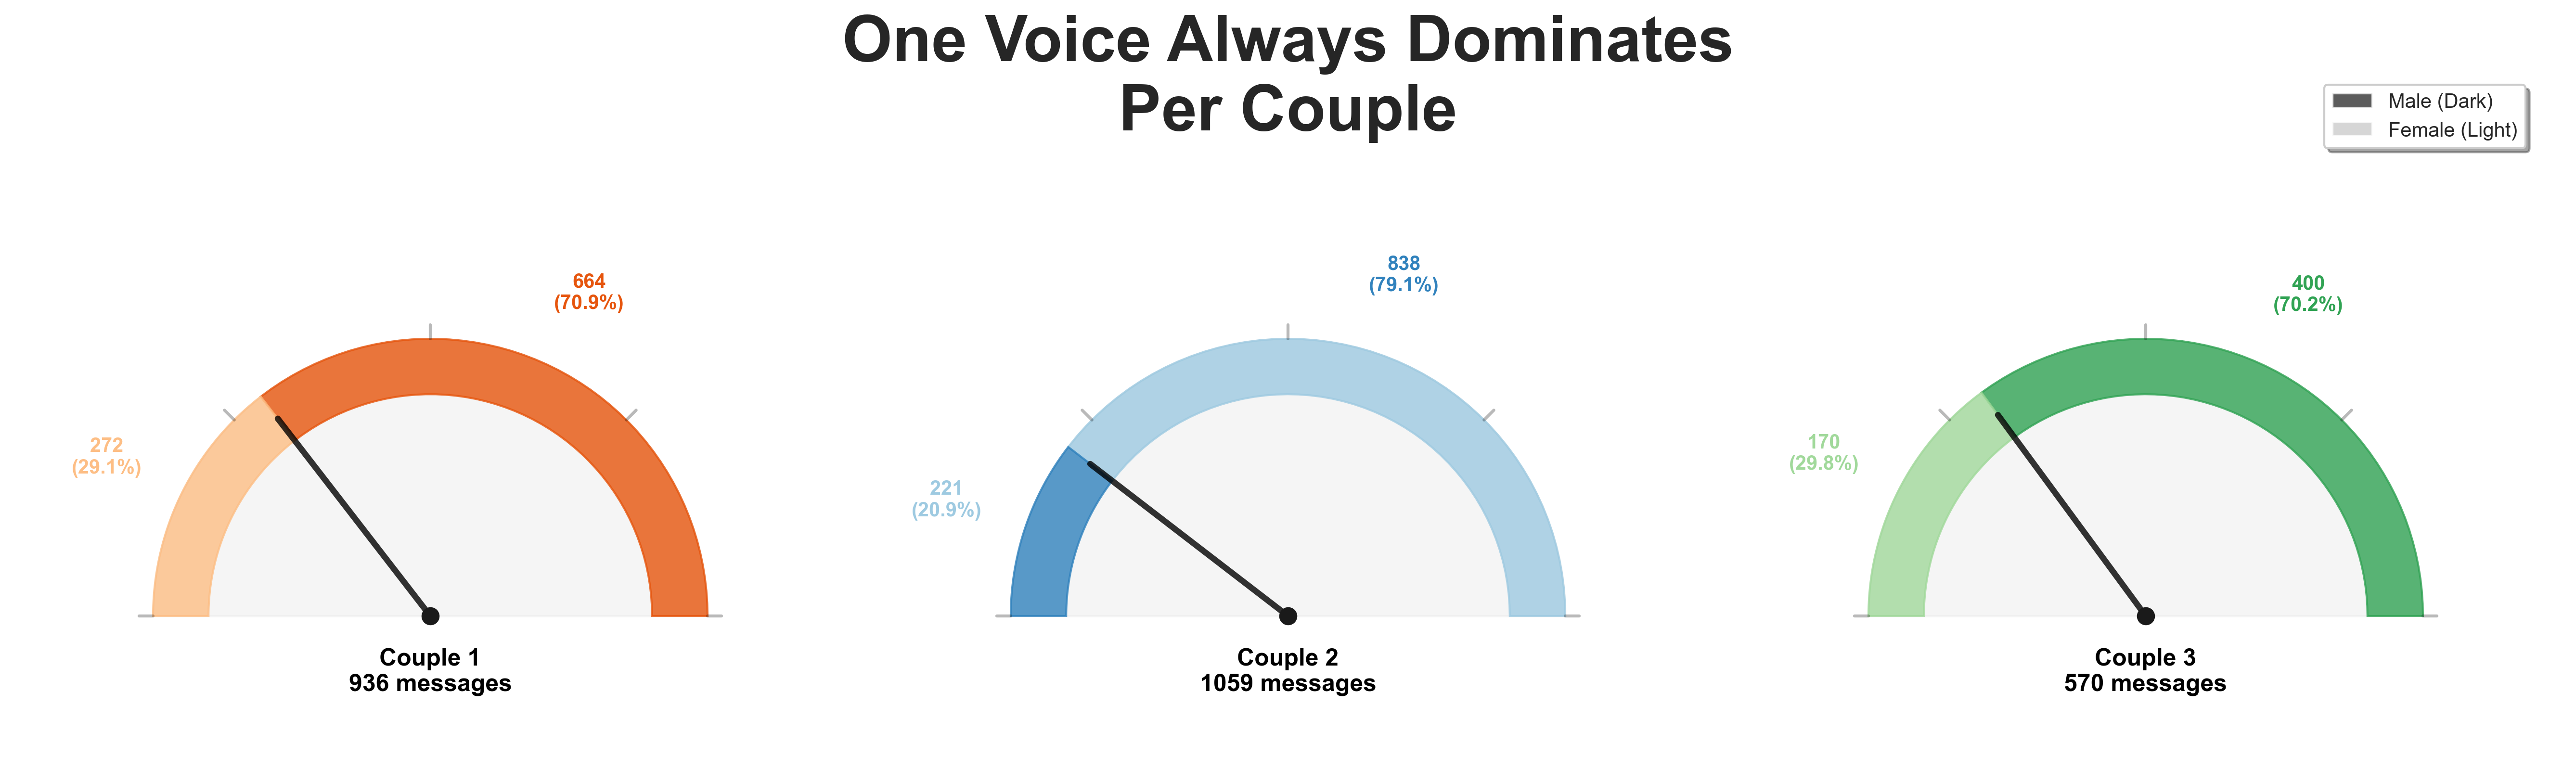 One Voice Always Dominates
Per Couple
Male (Dark)
Female (Light)
664
(70.9%)
272
(29.1%)
Couple 1
936 messages
838
(79.1%)
221
(20.9%)
Couple 2
1059 messages
400
(70.2%)
170
(29.8%)
Couple 3
570 messages